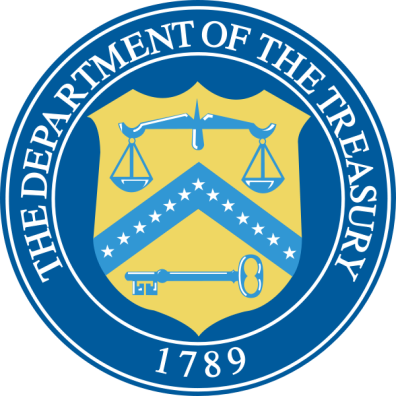 THE DEPARTMENT OF THE TREASURY
1789